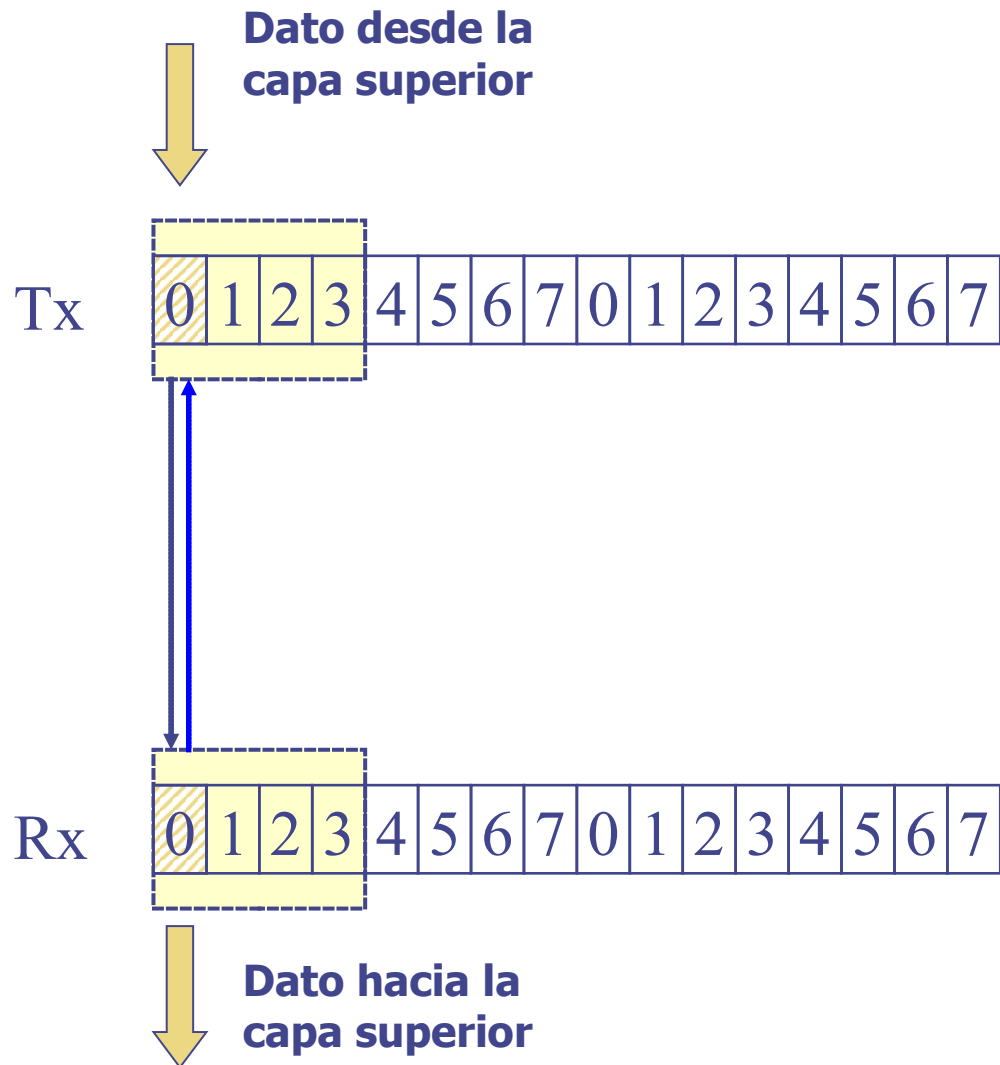 Dato desde la
capa superior
Tx
0 1 2 3 4 5 6 7 0 1 2 3 4 5 6 7
Rx
0 1 2 3 4 5 6 7 0 1 2 3 4 5 6 7
Dato hacia la
capa superior